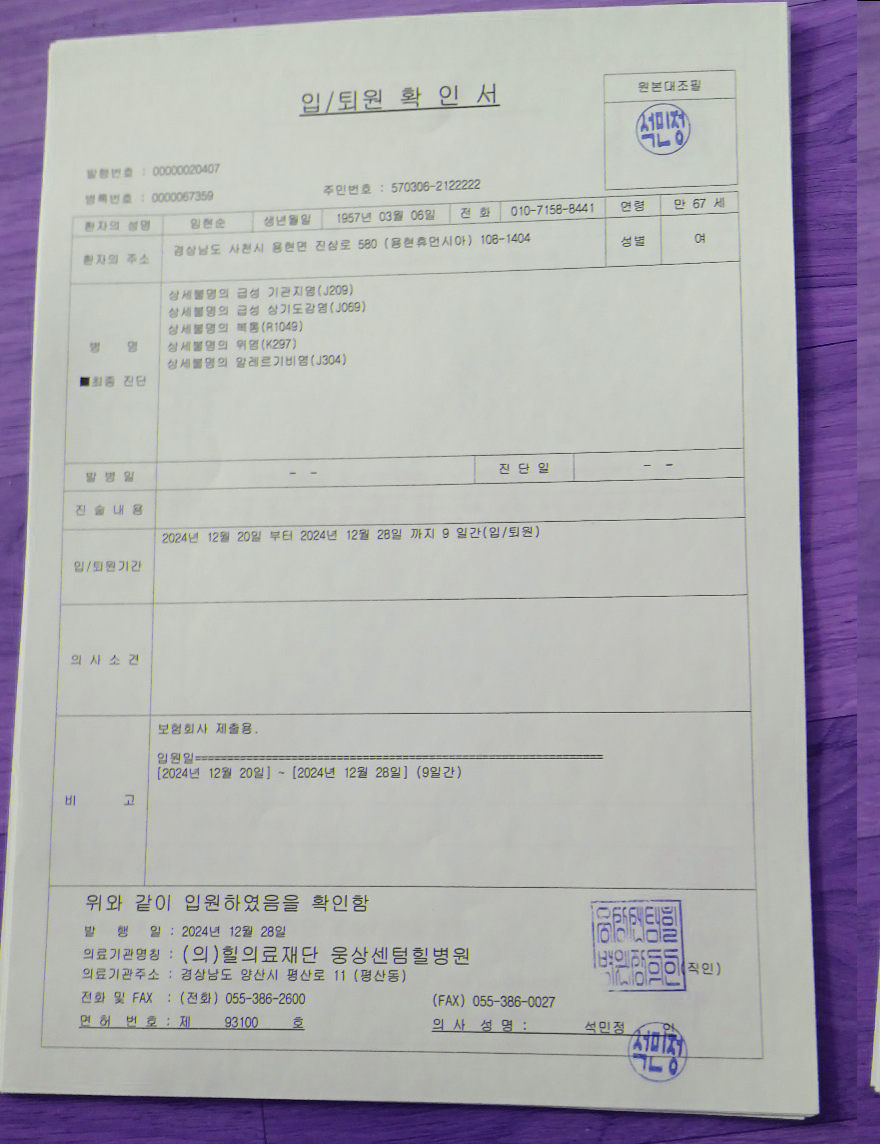 입/퇴원 확 인 서
원본대조필
석민정
발행번호 : 00000020407
병록번호 : 0000067359
주민번호 : 570306-2122222
환자의 성명 임현순 생년월일 1957년 03월 06일 전 화 010-7158-8441 연령 만 67 세
환자의 주소 경상남도 사천시 용현면 진삼로 580 (용현휴먼시아) 108-1404 성별 여
병 명
■최종 진단
상세불명의 급성 기관지염(J209)
상세불명의 급성 상기도감염(J069)
상세불명의 복통(R1049)
상세불명의 위염(K297)
상세불명의 알레르기비염(J304)
발 병 일 - - 진 단 일 - -
진 술 내 용
입/퇴원기간 2024년 12월 20일 부터 2024년 12월 28일 까지 9 일간(입/퇴원)
의 사 소 견
비 고
보험회사 제출용.
입원일==============================================================
[2024년 12월 20일] ~ [2024년 12월 28일] (9일간)
위와 같이 입원하였음을 확인함
발 행 일 : 2024년 12월 28일
의료기관명칭 : (의)힐의료재단 웅상센텀힐병원
의료기관주소 : 경상남도 양산시 평산로 11 (평산동)
(직인)
전화 및 FAX : (전화) 055-386-2600 (FAX) 055-386-0027
면 허 번 호 : 제 93100 호 의 사 성 명 : 석민정 인
석민정